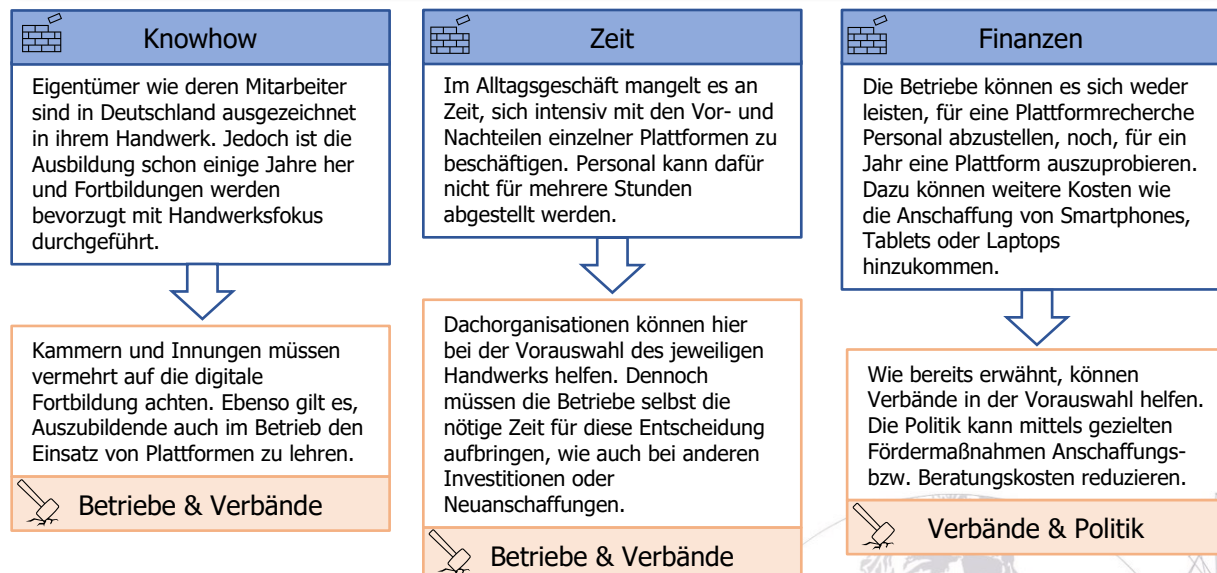 Knowhow
Eigentümer wie deren Mitarbeiter
sind in Deutschland ausgezeichnet
in ihrem Handwerk. Jedoch ist die
Ausbildung schon einige Jahre her
und Fortbildungen werden
bevorzugt mit Handwerksfokus
durchgeführt.
Kammern und Innungen müssen
vermehrt auf die digitale
Fortbildung achten. Ebenso gilt es,
Auszubildende auch im Betrieb den
Einsatz von Plattformen zu lehren.
Betriebe & Verbände
Zeit
Im Alltagsgeschäft mangelt es an
Zeit, sich intensiv mit den Vor- und
Nachteilen einzelner Plattformen zu
beschäftigen. Personal kann dafür
nicht für mehrere Stunden
abgestellt werden.
Dachorganisationen können hier
bei der Vorauswahl des jeweiligen
Handwerks helfen. Dennoch
müssen die Betriebe selbst die
nötige Zeit für diese Entscheidung
aufbringen, wie auch bei anderen
Investitionen oder
Neuanschaffungen.
Betriebe & Verbände
Finanzen
Die Betriebe können es sich weder
leisten, für eine Plattformrecherche
Personal abzustellen, noch, für ein
Jahr eine Plattform auszuprobieren.
Dazu können weitere Kosten wie
die Anschaffung von Smartphones,
Tablets oder Laptops
hinzukommen.
Wie bereits erwähnt, können
Verbände in der Vorauswahl helfen.
Die Politik kann mittels gezielten
Fördermaßnahmen Anschaffungs-
bzw. Beratungskosten reduzieren.
Verbände & Politik